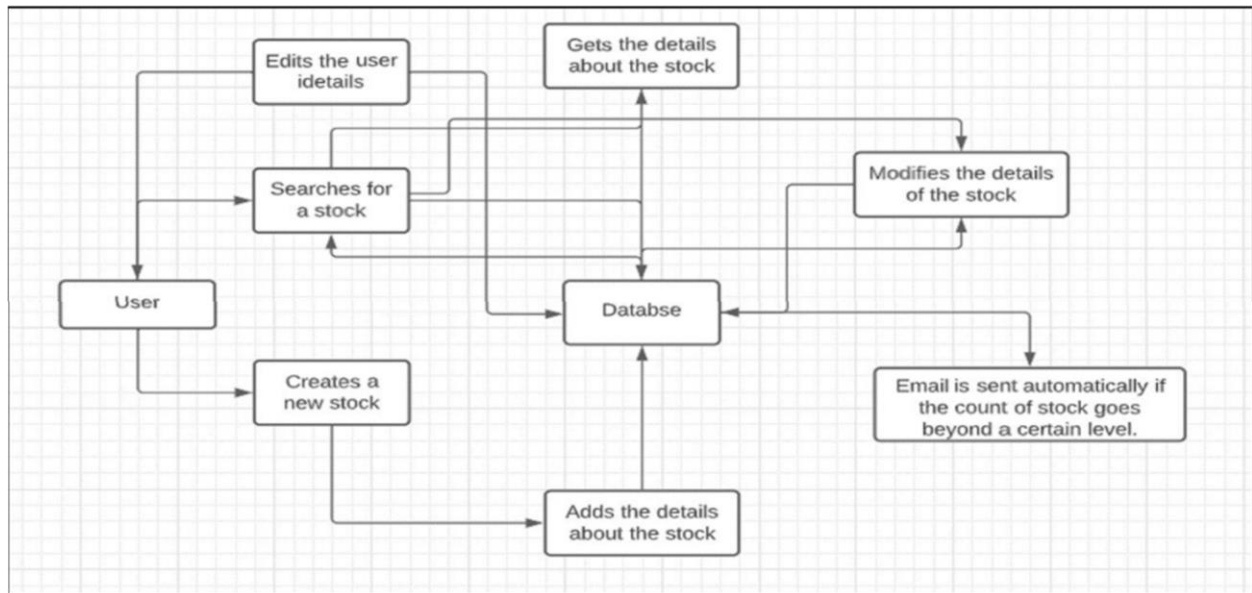 Gets the details
about the stock
Edits the user
idetails
Searches for
a stock
Modifies the details
of the stock
User
Databse
Creates a
new stock
Email is sent automatically if
the count of stock goes
beyond a certain level.
Adds the details
about the stock